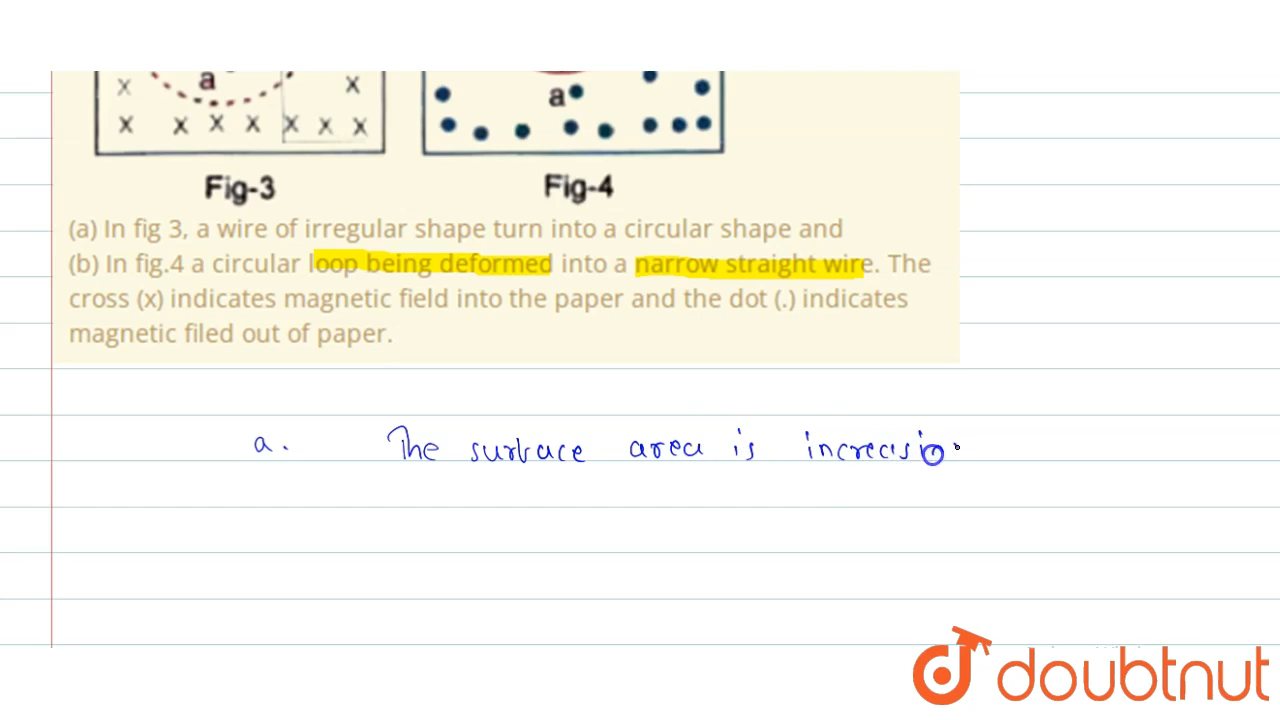 a a
x x
x x x x x x x
Fig-3 Fig-4
(a) In fig 3, a wire of irregular shape turn into a circular shape and
(b) In fig.4 a circular loop being deformed into a narrow straight wire. The
cross (x) indicates magnetic field into the paper and the dot (.) indicates
magnetic filed out of paper.
a. The surface area is increasi
doubtnut